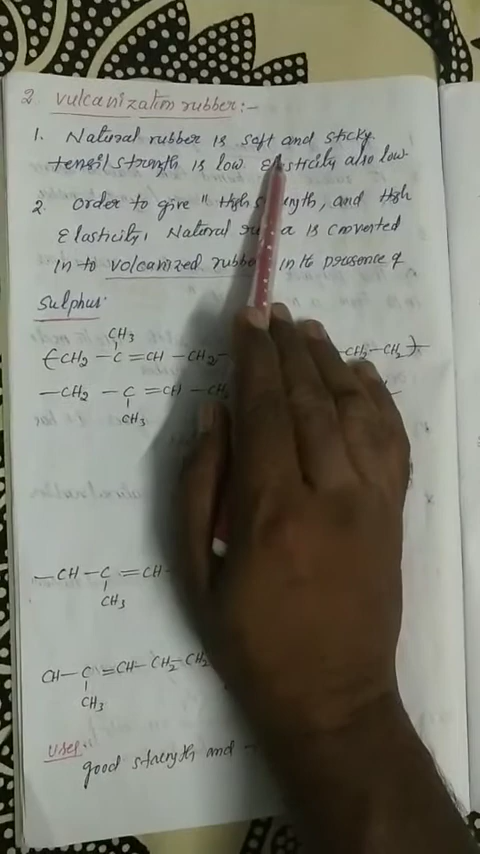 2 vulcanization rubber:-
1. Natural rubber is soft and sticky.
tensil strength is low. Elasticity also low.
2. Order to give " High ength, and High
Elasticity, Natural is converted
in to volcanized rubber in the presence of
Sulphur.
CH3
(CH2 - C = CH - CH2 - CH2 - CH2)
- CH2 - C = CH - CH2
CH3
- CH - C = CH -
CH3
CH - C = CH - CH2 - CH2
CH3
Uses:
good strength and